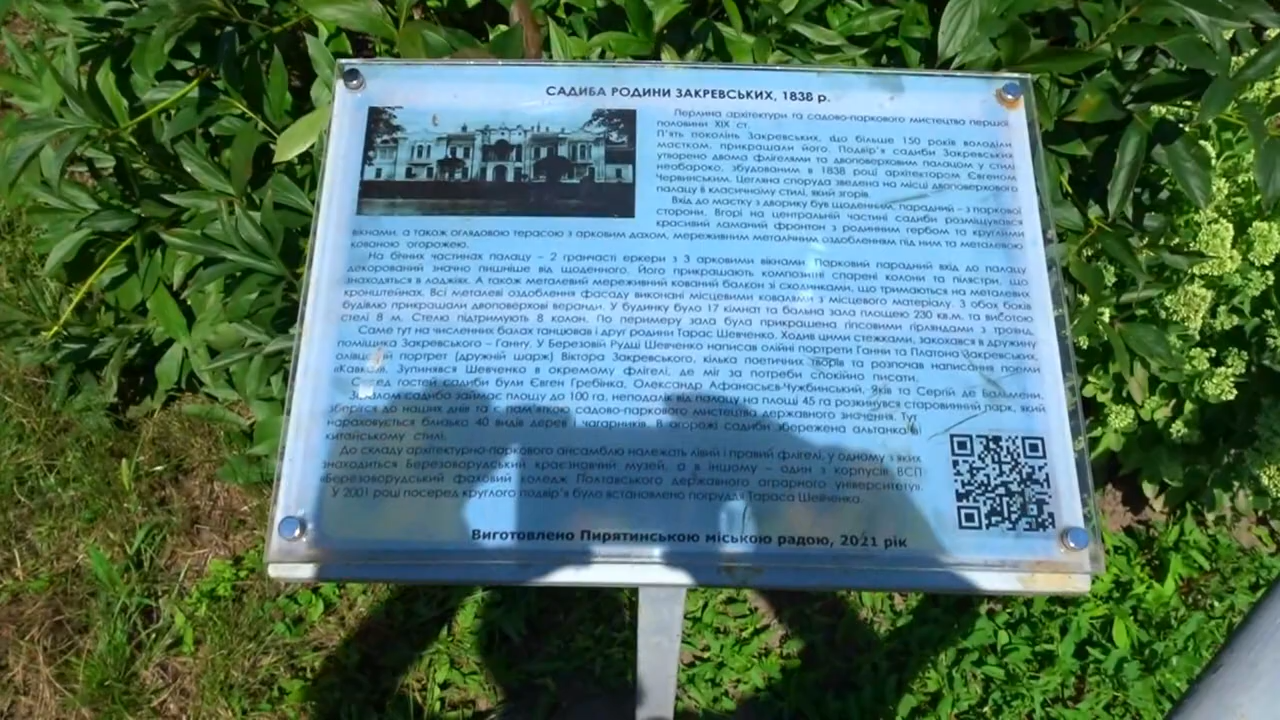 САДИБА РОДИНИ ЗАКРЕВСЬКИХ, 1838 р.
Перлина архітектури та садово-паркового мистецтва першої
половини XIX ст.
П'ять поколінь Закревських, що більше 150 років володіли
маєтком, прикрашали його. Подвір'я садиби Закревських
утворено двома флігелями та двоповерховим палацом у стилі
необароко, збудованим в 1838 році архітектором Євгеном
Червінським. Цегляна споруда зведена на місці двоповерхового
палацу в класичному стилі, який згорів.
Вхід до маєтку з дворику був щоденним, парадний – з паркової
сторони. Вгорі на центральній частині садиби розміщувався
красивий ламаний фронтон з родинним гербом та круглими
вікнами, а також оглядовою терасою з арковим дахом, мереживним металічним оздобленням під ним та металевою
кованою огорожею.
На бічних частинах палацу – 2 гранчасті еркери з 3 арковими вікнами. Парковий парадний вхід до палацу
декорований значно пишніше від щоденного. Його прикрашають композитні спарені колони та пілястри, що
знаходяться в лоджіях. А також металевий мереживний кований балкон зі сходинками, що тримаються на металевих
кронштейнах. Всі металеві оздоблення фасаду виконані місцевими ковалями з місцевого матеріалу. З обох боків
будівлю прикрашали двоповерхові веранди. У будинку було 17 кімнат та бальна зала площею 230 кв.м. та висотою
стелі 8 м. Стелю підтримують 8 колон. По периметру зала була прикрашена гіпсовими гірляндами з троянд.
Саме тут на численних балах танцював і друг родини Тарас Шевченко. Ходив цими стежками, закохався в дружину
поміщика Закревського – Ганну. У Березовій Рудці Шевченко написав олійні портрети Ганни та Платона Закревських,
олівцевий портрет (дружній шарж) Віктора Закревського, кілька поетичних творів та розпочав написання поеми
«Кавказ». Зупинявся Шевченко в окремому флігелі, де міг за потреби спокійно писати.
Серед гостей садиби були Євген Гребінка, Олександр Афанасьєв-Чужбинський, Яків та Сергій де Бальмени.
Загалом садиба займає площу до 100 га, неподалік від палацу на площі 45 га розкинувся старовинний парк, який
зберігся до наших днів та є пам'яткою садово-паркового мистецтва державного значення. Тут
нараховується близька 40 видів дерев і чагарників. В огорожі садиби збережена альтанка в
китайському стилі.
До складу архітектурно-паркового ансамблю належать лівий і правий флігелі, у одному з яких
знаходиться Березоворудський краєзнавчий музей, а в іншому – один з корпусів ВСП
«Березоворудський фаховий коледж Полтавського державного аграрного університету».
У 2001 році посеред круглого подвір'я було встановлено погруддя Тараса Шевченка.
Виготовлено Пирятинською міською радою, 2021 рік